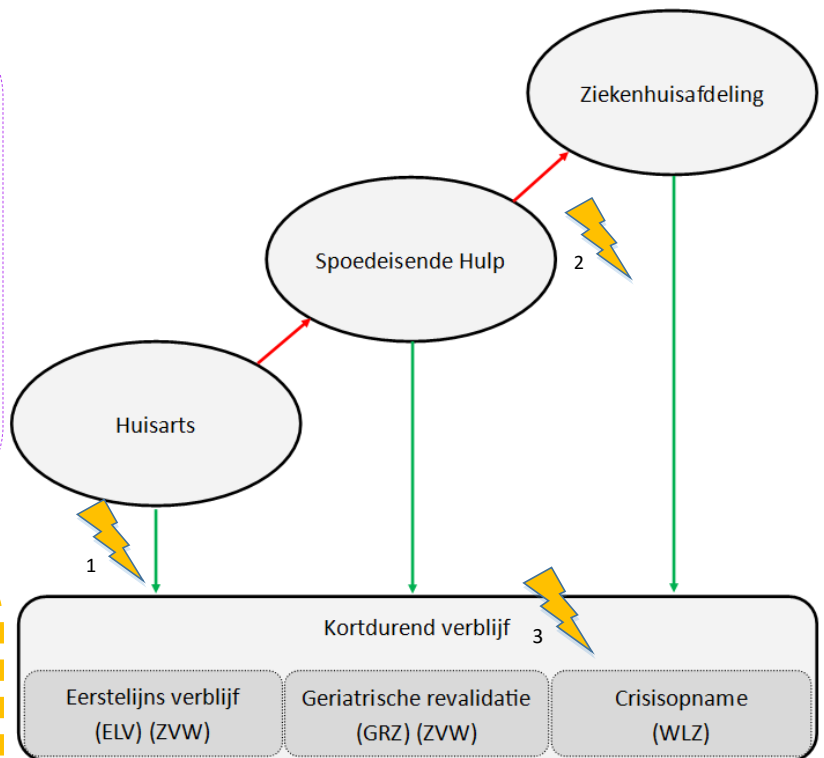 Ziekenhuisafdeling
Spoedeisende Hulp
2
Huisarts
1
Kortdurend verblijf
3
Eerstelijns verblijf
(ELV) (ZVW)
Geriatrische revalidatie
(GRZ) (ZVW)
Crisisopname
(WLZ)